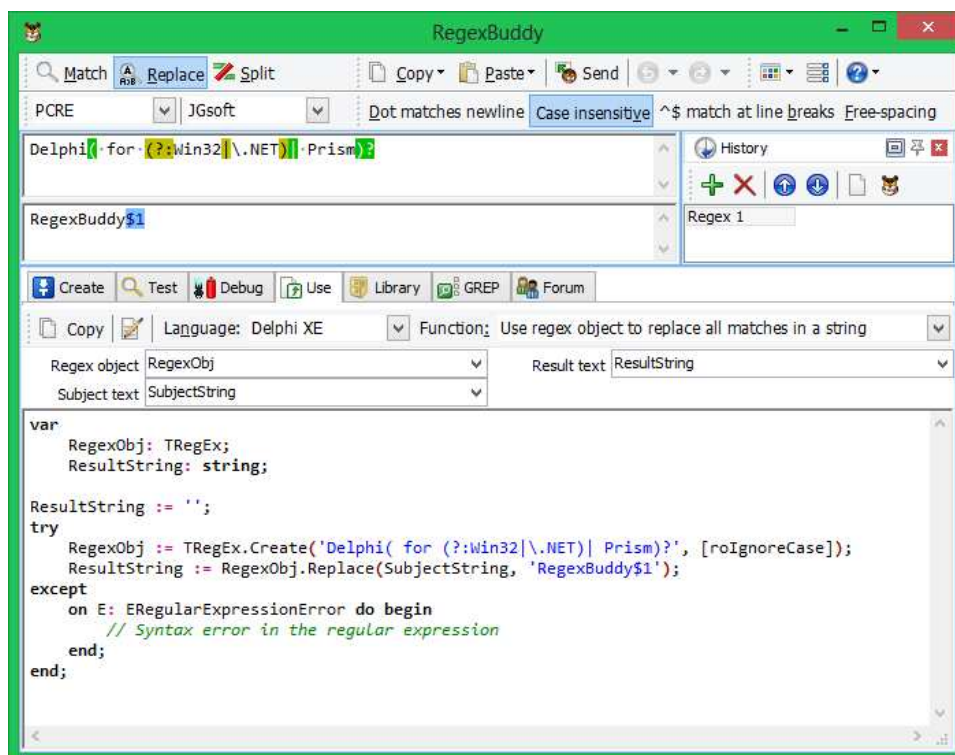 RegexBuddy
Match Replace Split Copy Paste Send
PCRE JGsoft Dot matches newline Case insensitive ^$ match at line breaks Free-spacing
Delphi(·for·(?:Win32|\.NET)|·Prism)?
History
RegexBuddy$1
Regex 1
Create Test Debug Use Library GREP Forum
Copy Language: Delphi XE Function: Use regex object to replace all matches in a string
Regex object RegexObj Result text ResultString
Subject text SubjectString
var
RegexObj: TRegEx;
ResultString: string;
ResultString := '';
try
RegexObj := TRegEx.Create('Delphi( for (?:Win32|\.NET)| Prism)?', [roIgnoreCase]);
ResultString := RegexObj.Replace(SubjectString, 'RegexBuddy$1');
except
on E: ERegularExpressionError do begin
// Syntax error in the regular expression
end;
end;